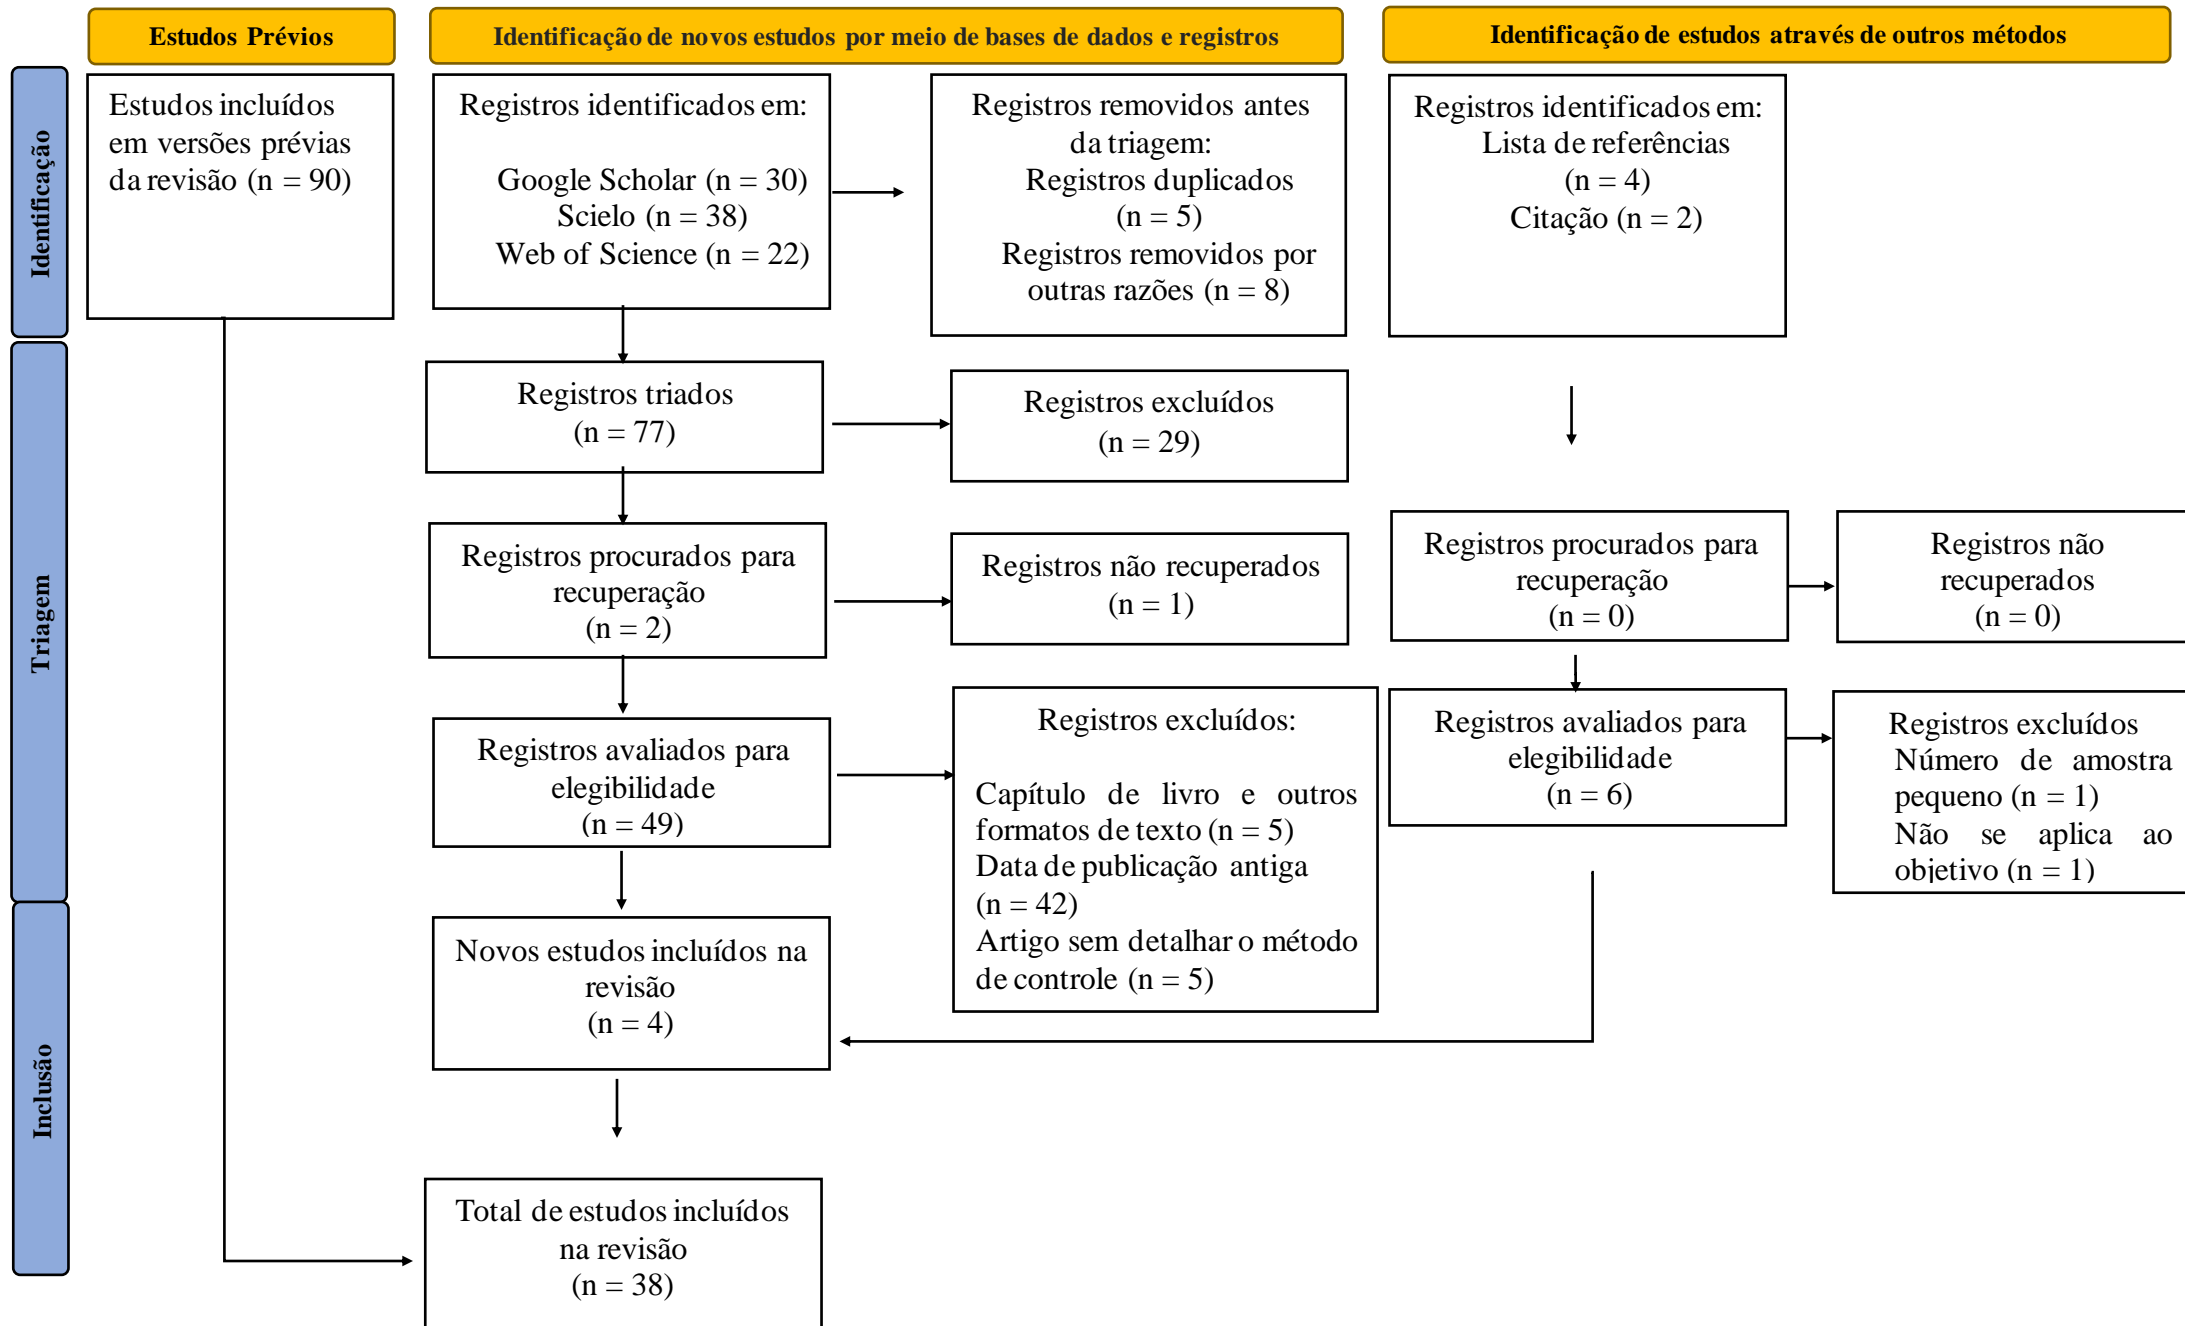 Estudos Prévios
Identificação de novos estudos por meio de bases de dados e registros
Identificação de estudos através de outros métodos
Identificação
Estudos incluídos
em versões prévias
da revisão (n = 90)
Registros identificados em:
Google Scholar (n = 30)
Scielo (n = 38)
Web of Science (n = 22)
Registros removidos antes
da triagem:
Registros duplicados
(n = 5)
Registros removidos por
outras razões (n = 8)
Registros identificados em:
Lista de referências
(n = 4)
Citação (n = 2)
Triagem
Registros triados
(n = 77)
Registros excluídos
(n = 29)
Registros procurados para
recuperação
(n = 2)
Registros não recuperados
(n = 1)
Registros procurados para
recuperação
(n = 0)
Registros não
recuperados
(n = 0)
Registros avaliados para
elegibilidade
(n = 49)
Registros excluídos:
Capítulo de livro e outros
formatos de texto (n = 5)
Data de publicação antiga
(n = 42)
Artigo sem detalhar o método
de controle (n = 5)
Registros avaliados para
elegibilidade
(n = 6)
Registros excluídos
Número de amostra
pequeno (n = 1)
Não se aplica ao
objetivo (n = 1)
Inclusão
Novos estudos incluídos na
revisão
(n = 4)
Total de estudos incluídos
na revisão
(n = 38)